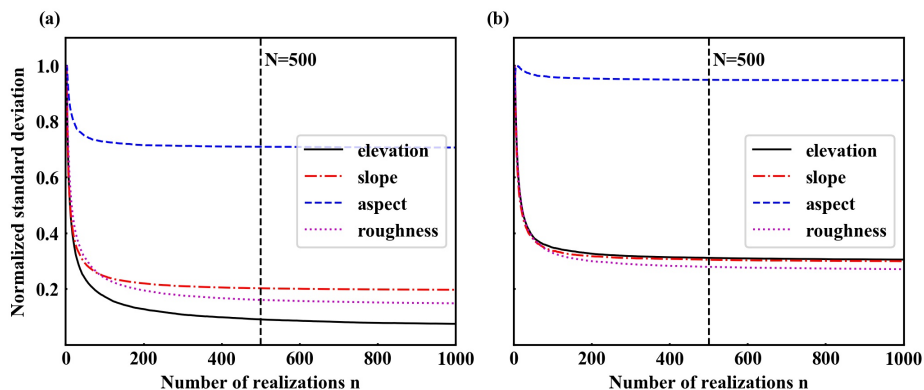 (a)
(b)
Normalized standard deviation
1.0
0.8
0.6
0.4
0.2
N=500
elevation
slope
aspect
roughness
0 200 400 600 800 1000
Number of realizations n
N=500
elevation
slope
aspect
roughness
0 200 400 600 800 1000
Number of realizations n